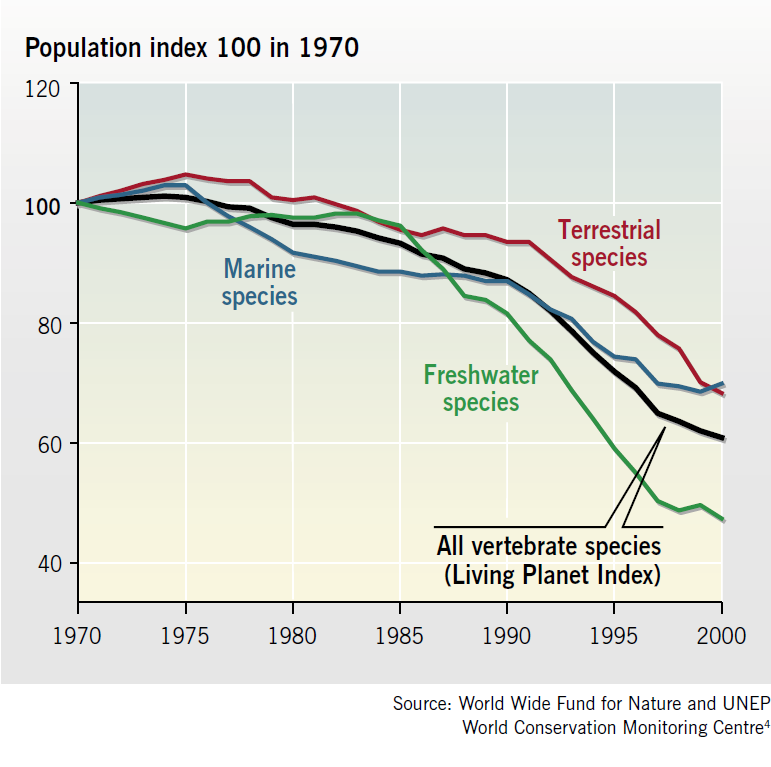 Population index 100 in 1970
120
100
80
60
40
Terrestrial
species
Marine
species
Freshwater
species
All vertebrate species
(Living Planet Index)
1970 1975 1980 1985 1990 1995 2000
Source: World Wide Fund for Nature and UNEP
World Conservation Monitoring Centre⁴